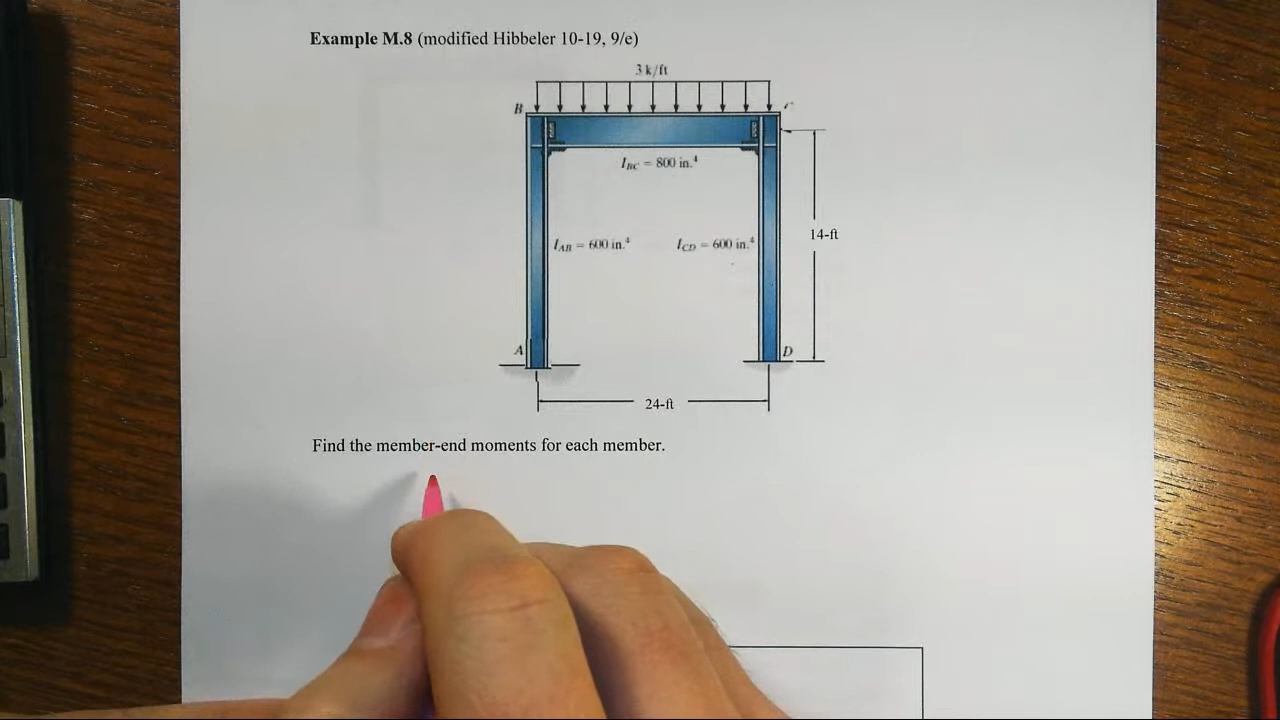 Example M.8 (modified Hibbeler 10-19, 9/e)
3 k/ft
B
C
I_BC = 800 in.⁴
I_AB = 600 in.⁴
I_CD = 600 in.⁴
14-ft
A
D
24-ft
Find the member-end moments for each member.